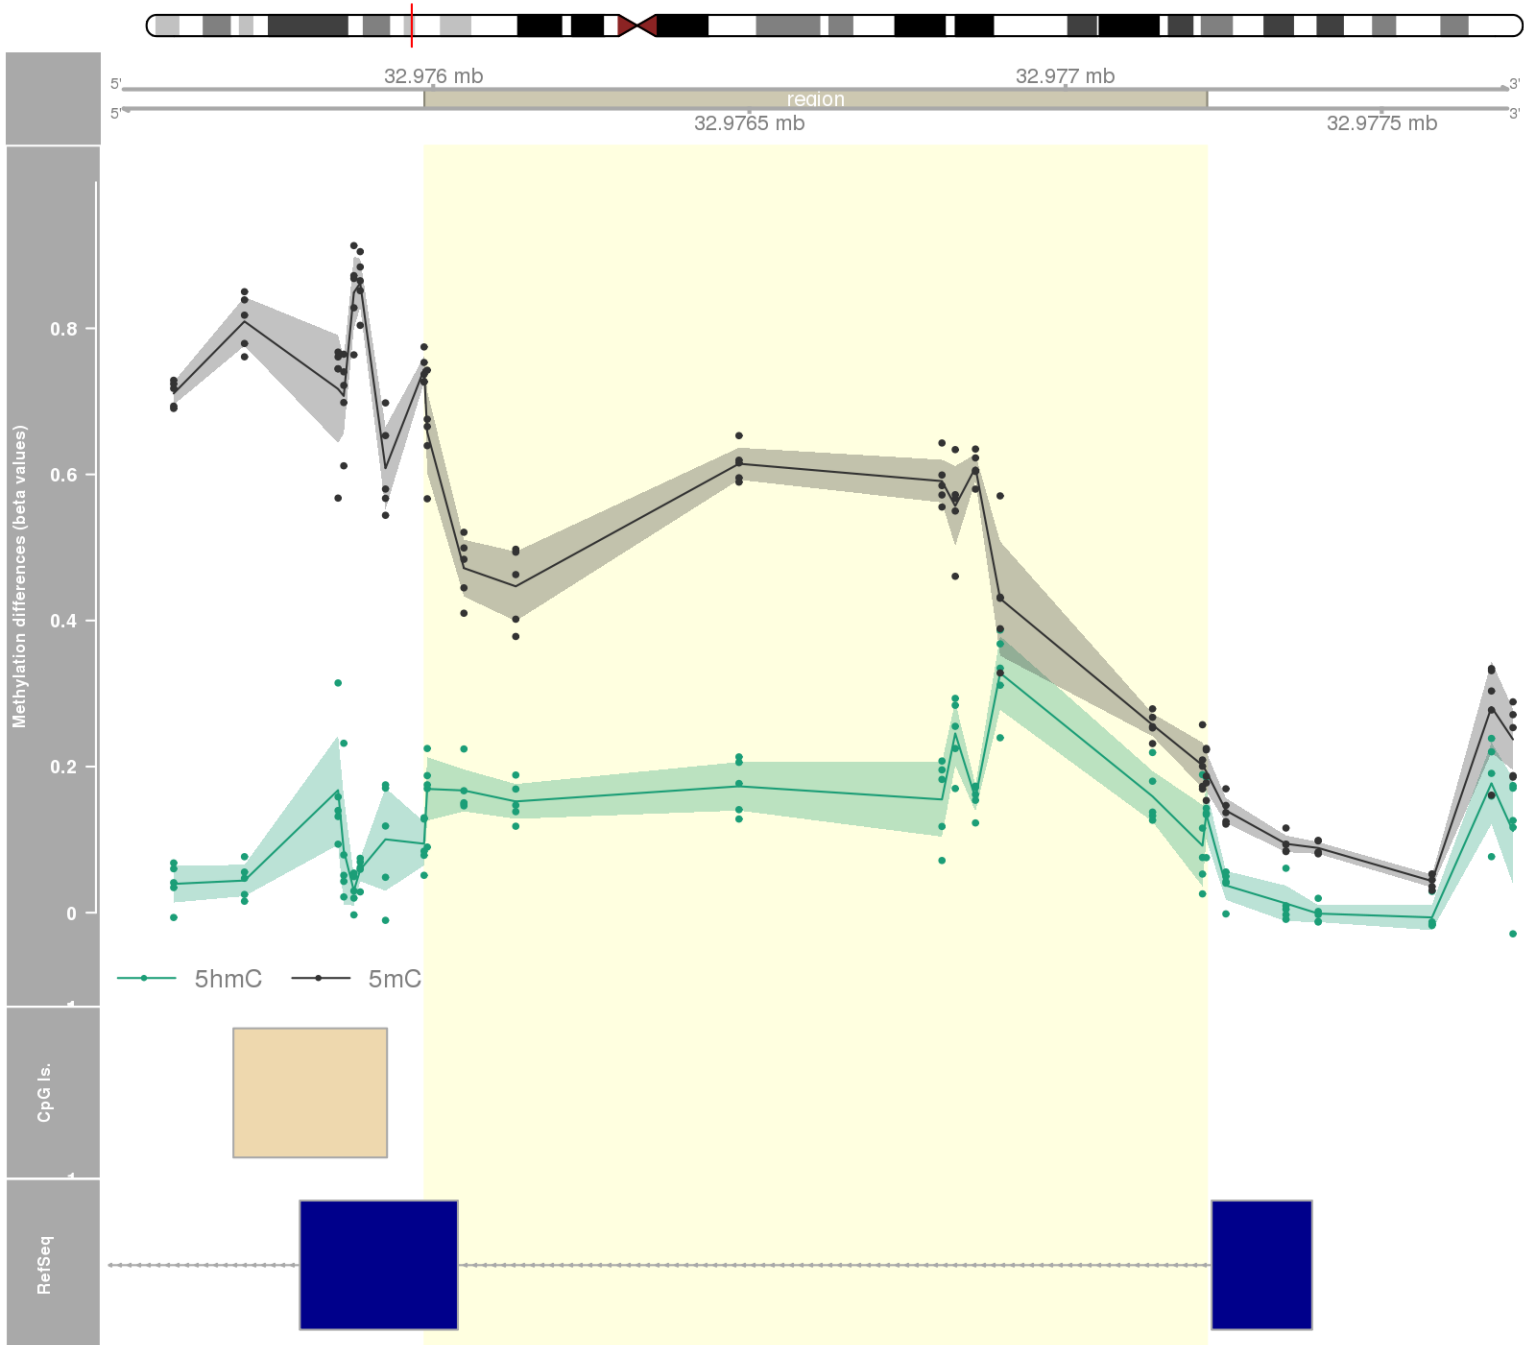 32.976 mb
32.977 mb
5'
3'
region
5'
3'
32.9765 mb
32.9775 mb
Methylation differences (beta values)
0.8
0.6
0.4
0.2
0
5hmC
5mC
CpG Is.
RefSeq